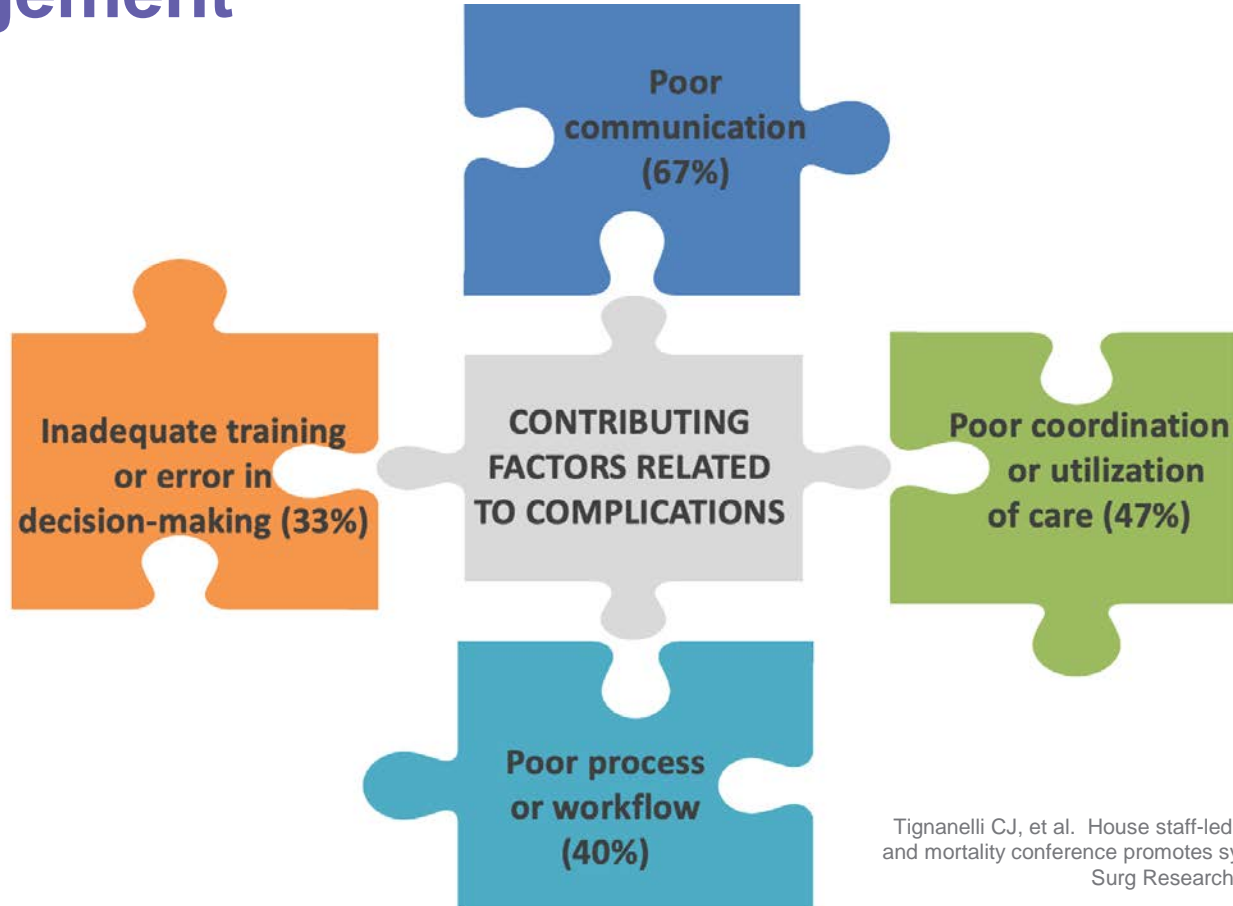 Poor
communication
(67%)
Inadequate training
or error in
decision-making (33%)
CONTRIBUTING
FACTORS RELATED
TO COMPLICATIONS
Poor coordination
or utilization
of care (47%)
Poor process
or workflow
(40%)
Tignanelli CJ, et al. House staff-led
and mortality conference promotes
Surg Research